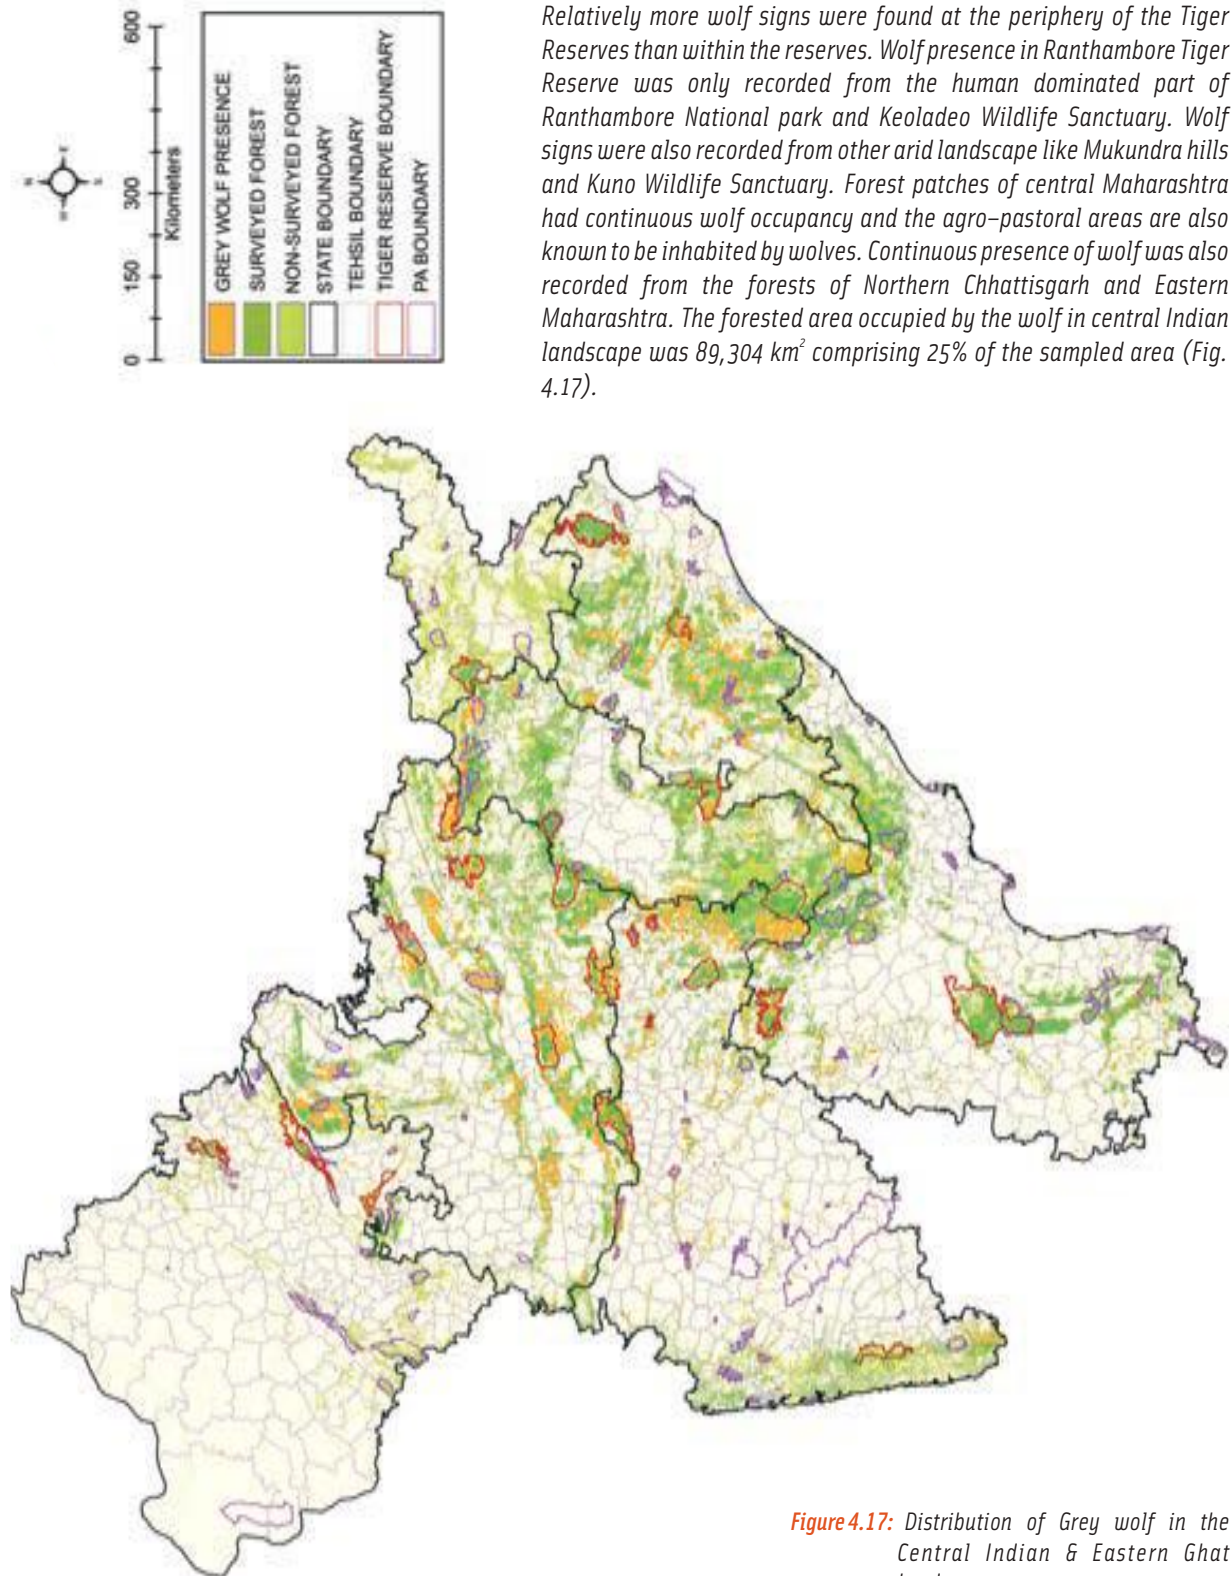 Relatively more wolf signs were found at the periphery of the Tiger
Reserves than within the reserves. Wolf presence in Ranthambore Tiger
Reserve was only recorded from the human dominated part of
Ranthambore National park and Keoladeo Wildlife Sanctuary. Wolf
signs were also recorded from other arid landscape like Mukundra hills
and Kuno Wildlife Sanctuary. Forest patches of central Maharashtra
had continuous wolf occupancy and the agro-pastoral areas are also
known to be inhabited by wolves. Continuous presence of wolf was also
recorded from the forests of Northern Chhattisgarh and Eastern
Maharashtra. The forested area occupied by the wolf in central Indian
landscape was 89,304 km² comprising 25% of the sampled area (Fig.
4.17).
N
E
S
W
0 150 300 600
Kilometers
GREY WOLF PRESENCE
SURVEYED FOREST
NON-SURVEYED FOREST
STATE BOUNDARY
TEHSIL BOUNDARY
TIGER RESERVE BOUNDARY
PA BOUNDARY
Figure 4.17: Distribution of Grey wolf in the
Central Indian & Eastern Ghat